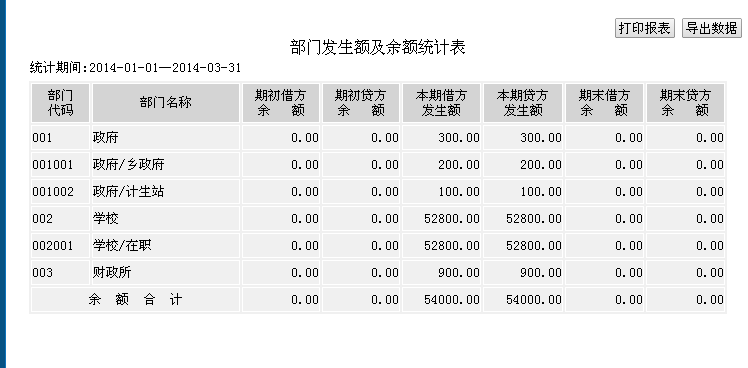 打印报表 导出数据
部门发生额及余额统计表
统计期间:2014-01-01—2014-03-31
部门代码 部门名称 期初借方余 额 期初贷方余 额 本期借方发生额 本期贷方发生额 期末借方余 额 期末贷方余 额
001 政府 0.00 0.00 300.00 300.00 0.00 0.00
001001 政府/乡政府 0.00 0.00 200.00 200.00 0.00 0.00
001002 政府/计生站 0.00 0.00 100.00 100.00 0.00 0.00
002 学校 0.00 0.00 52800.00 52800.00 0.00 0.00
002001 学校/在职 0.00 0.00 52800.00 52800.00 0.00 0.00
003 财政所 0.00 0.00 900.00 900.00 0.00 0.00
余 额 合 计 0.00 0.00 54000.00 54000.00 0.00 0.00